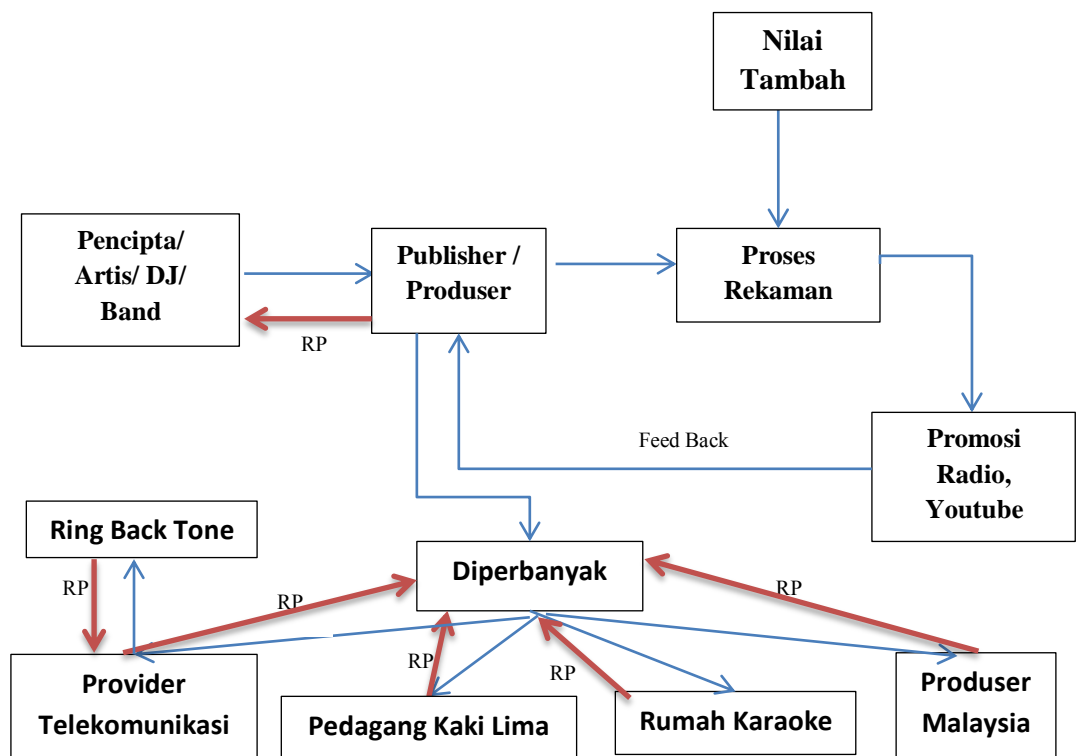 Nilai
Tambah
Pencipta/
Artis/ DJ/
Band
Publisher /
Produser
Proses
Rekaman
RP
Feed Back
Promosi
Radio,
Youtube
Ring Back Tone
Diperbanyak
RP
RP
RP
RP
RP
Provider
Telekomunikasi
Pedagang Kaki Lima
Rumah Karaoke
Produser
Malaysia